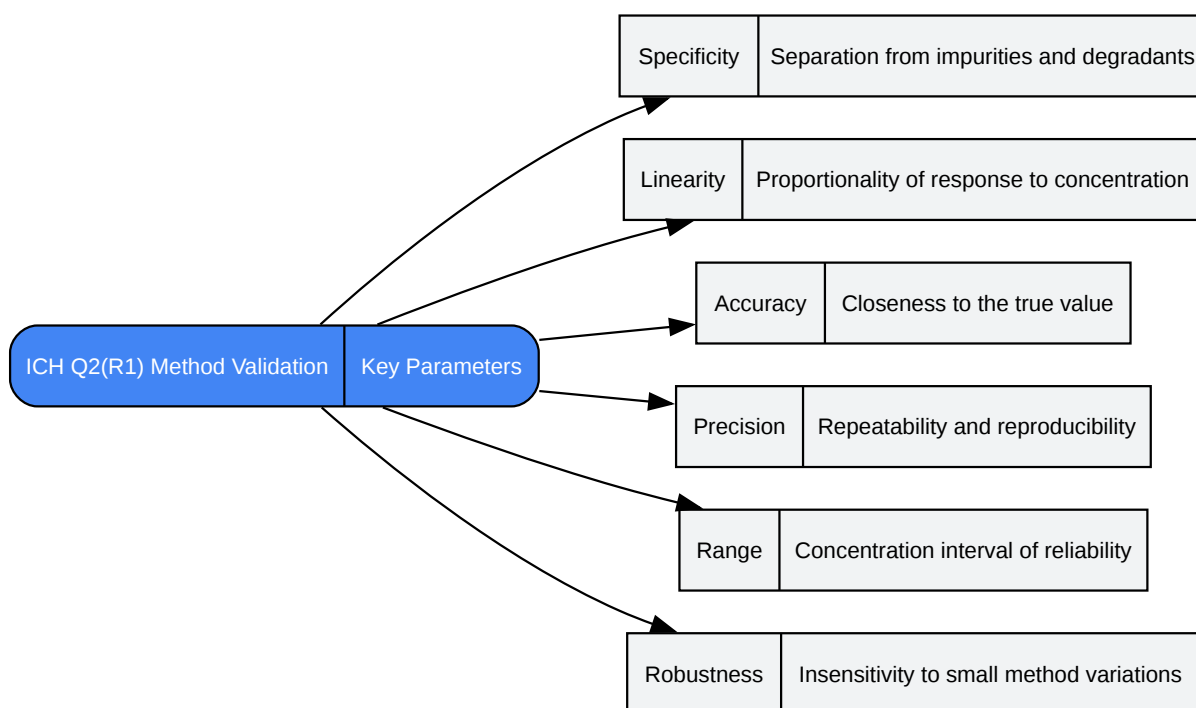 Specificity
Separation from impurities and degradants
Linearity
Proportionality of response to concentration
Accuracy
Closeness to the true value
ICH Q2(R1) Method Validation
Key Parameters
Precision
Repeatability and reproducibility
Range
Concentration interval of reliability
Robustness
Insensitivity to small method variations